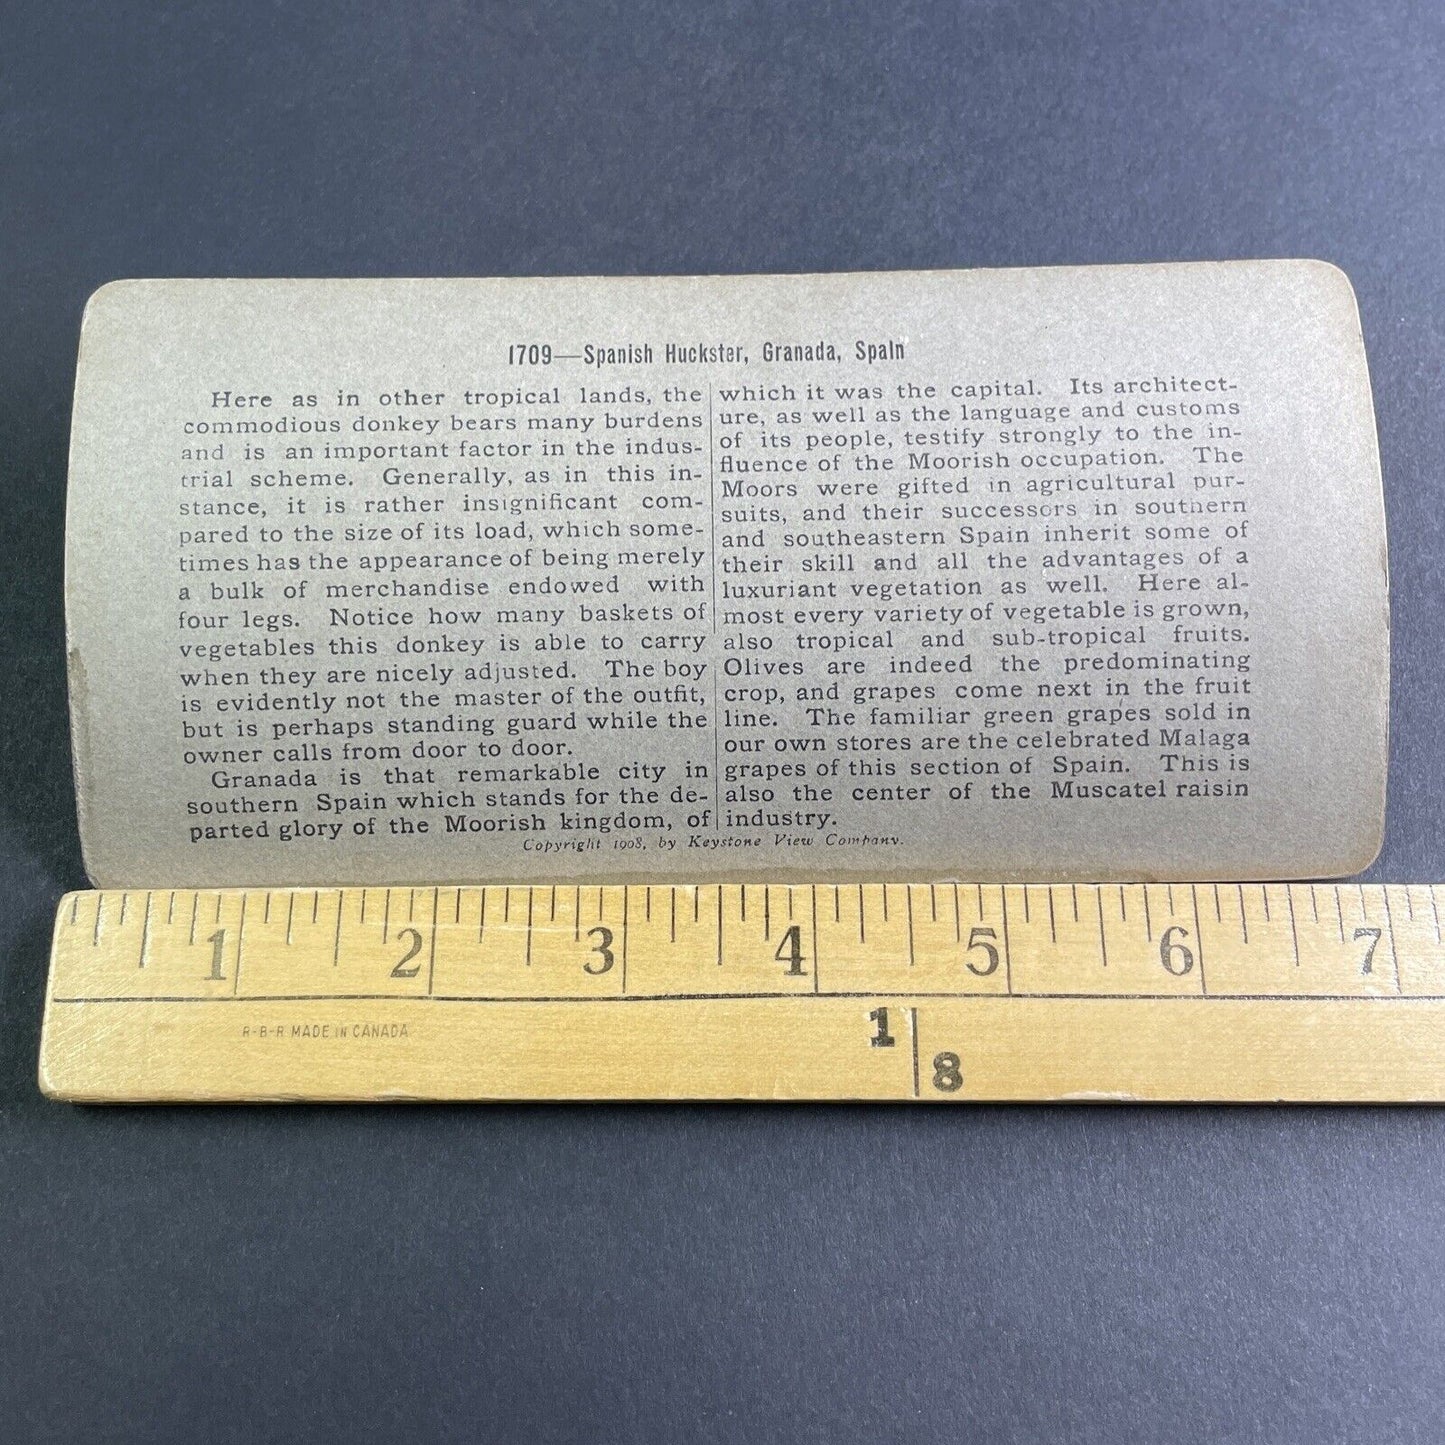 1709—Spanish Huckster, Granada, Spain
Here as in other tropical lands, the
commodious donkey bears many burdens
and is an important factor in the indus-
trial scheme. Generally, as in this in-
stance, it is rather insignificant com-
pared to the size of its load, which some-
times has the appearance of being merely
a bulk of merchandise endowed with
four legs. Notice how many baskets of
vegetables this donkey is able to carry
when they are nicely adjusted. The boy
is evidently not the master of the outfit,
but is perhaps standing guard while the
owner calls from door to door.
Granada is that remarkable city in
southern Spain which stands for the de-
parted glory of the Moorish kingdom, of
which it was the capital. Its architect-
ure, as well as the language and customs
of its people, testify strongly to the in-
fluence of the Moorish occupation. The
Moors were gifted in agricultural pur-
suits, and their successors in southern
and southeastern Spain inherit some of
their skill and all the advantages of a
luxuriant vegetation as well. Here al-
most every variety of vegetable is grown,
also tropical and sub-tropical fruits.
Olives are indeed the predominating
crop, and grapes come next in the fruit
line. The familiar green grapes sold in
our own stores are the celebrated Malaga
grapes of this section of Spain. This is
also the center of the Muscatel raisin
industry.
Copyright 1908, by Keystone View Company.
1 2 3 4 5 6 7
R-B-R MADE IN CANADA
1
8